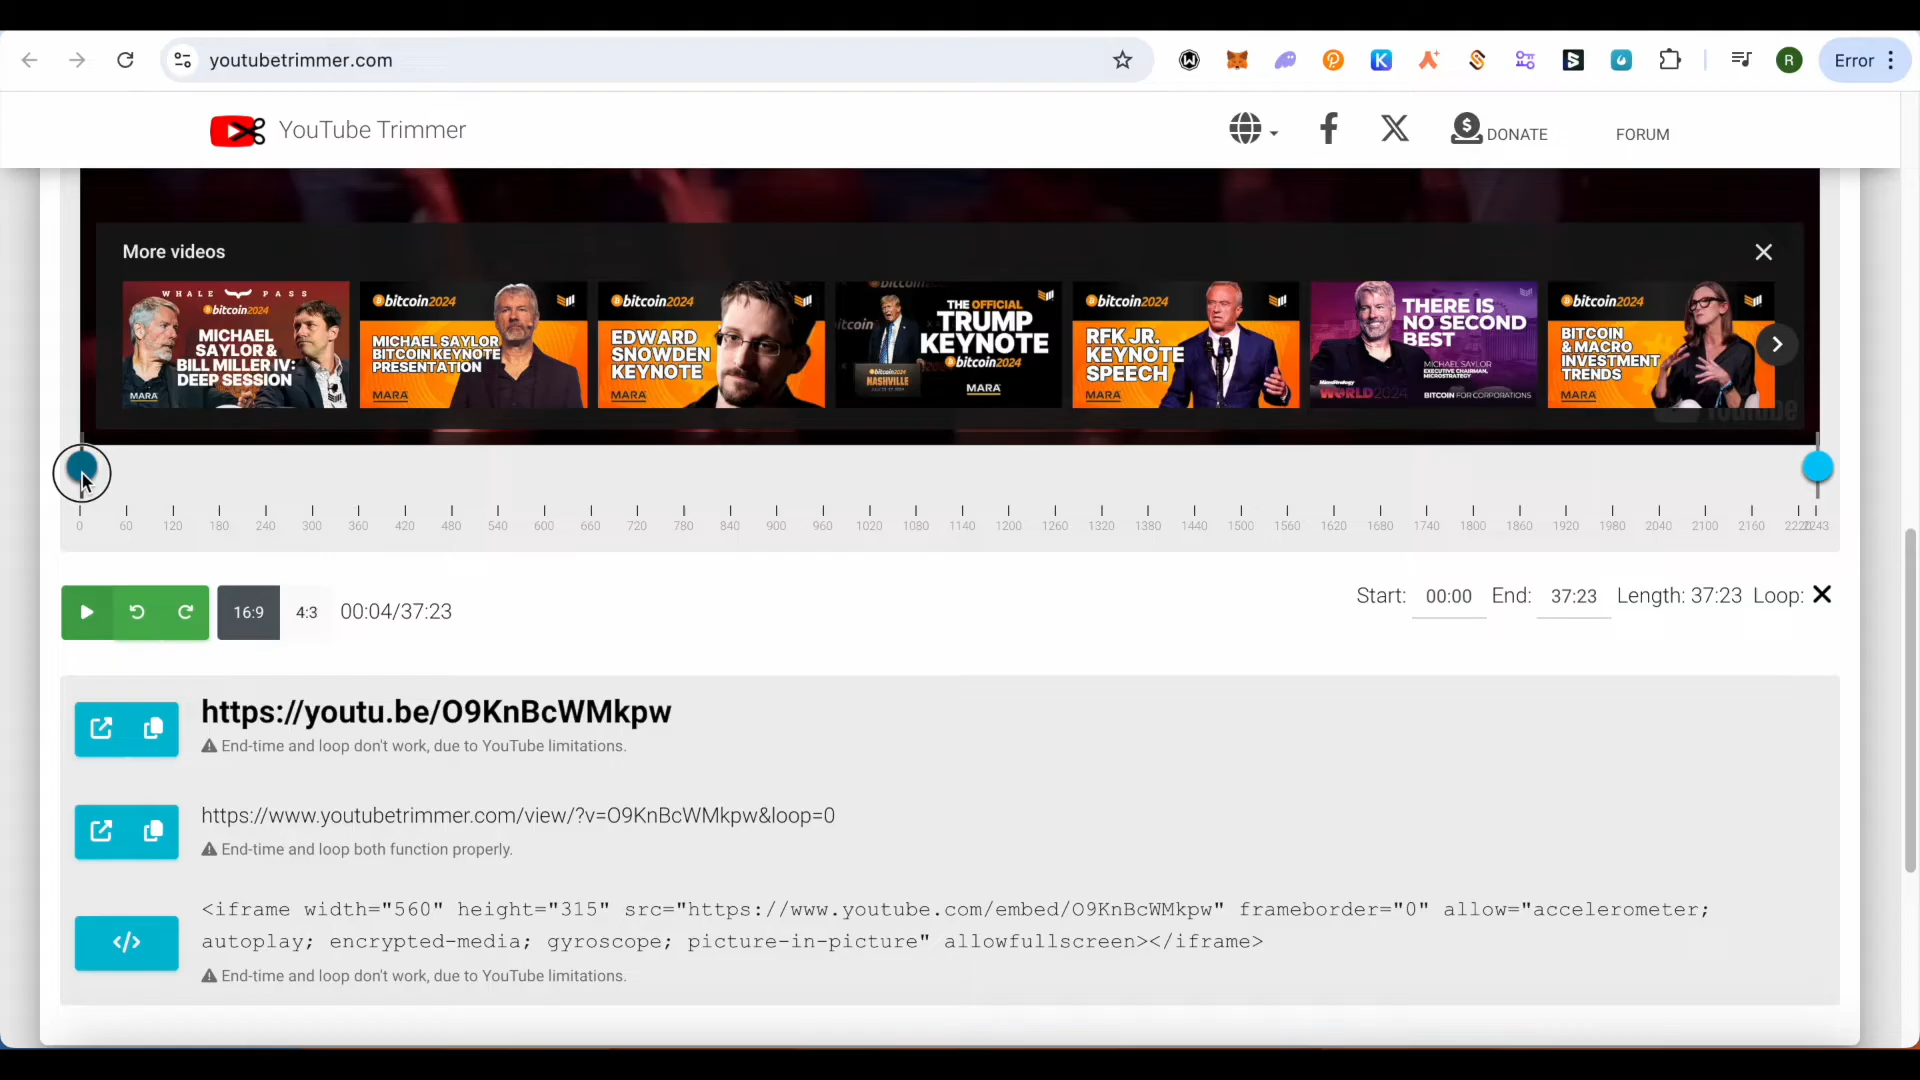 youtubetrimmer.com
R
Error
YouTube Trimmer
DONATE
FORUM
More videos
WHALE PASS
bitcoin2024
MICHAEL
SAYLOR &
BILL MILLER IV:
DEEP SESSION
MARA
bitcoin2024
MICHAEL SAYLOR
BITCOIN KEYNOTE
PRESENTATION
MARA
bitcoin2024
EDWARD
SNOWDEN
KEYNOTE
MARA
THE OFFICIAL
TRUMP
KEYNOTE
bitcoin2024
MARA
NASHVILLE
bitcoin2024
RFK JR.
KEYNOTE
SPEECH
MARA
THERE IS
NO SECOND
BEST
MICHAEL SAYLOR
EXECUTIVE CHAIRMAN,
MICROSTRATEGY
MicroStrategy
WORLD2024
BITCOIN FOR CORPORATIONS
bitcoin2024
BITCOIN
& MACRO
INVESTMENT
TRENDS
MARA
YouTube
0 60 120 180 240 300 360 420 480 540 600 660 720 780 840 900 960 1020 1080 1140 1200 1260 1320 1380 1440 1500 1560 1620 1680 1740 1800 1860 1920 1980 2040 2100 2160 2220 2243
16:9 4:3 00:04/37:23
Start: 00:00 End: 37:23 Length: 37:23 Loop:
https://youtu.be/O9KnBcWMkpw
End-time and loop don't work, due to YouTube limitations.
https://www.youtubetrimmer.com/view/?v=O9KnBcWMkpw&loop=0
End-time and loop both function properly.
<iframe width="560" height="315" src="https://www.youtube.com/embed/O9KnBcWMkpw" frameborder="0" allow="accelerometer;
autoplay; encrypted-media; gyroscope; picture-in-picture" allowfullscreen></iframe>
End-time and loop don't work, due to YouTube limitations.